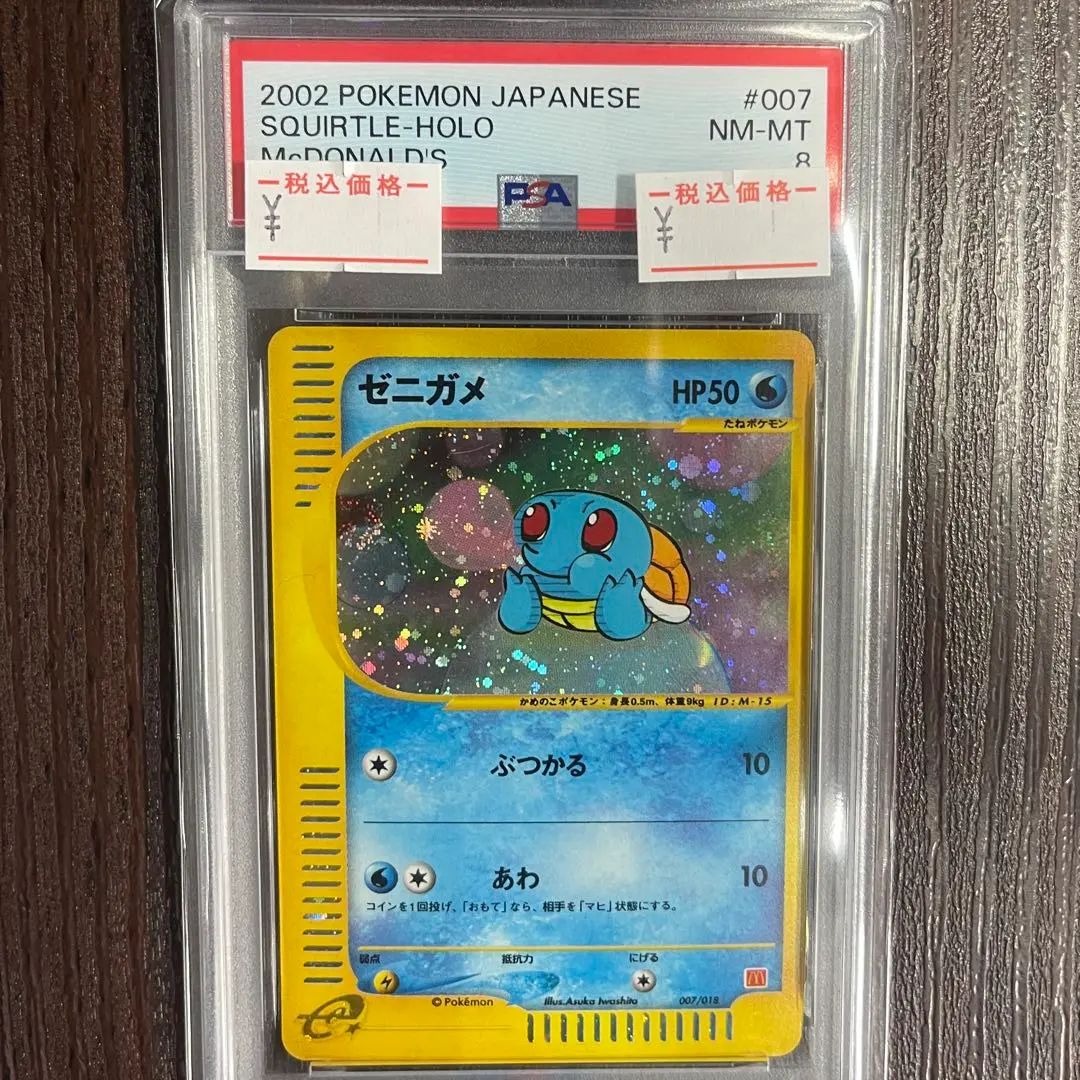 2002 POKEMON JAPANESE #007
SQUIRTLE-HOLO NM-MT
McDONALD'S 8
PSA
税込価格
¥
税込価格
¥
ゼニガメ HP50
たねポケモン
かめのこポケモン：身長0.5m、体重9kg ID:M-15
ぶつかる 10
あわ 10
コインを1回投げ、「おもて」なら、相手を「マヒ」状態にする。
弱点 抵抗力 にげる
©Pokémon Illus.Asuka Iwashita 007/018
e